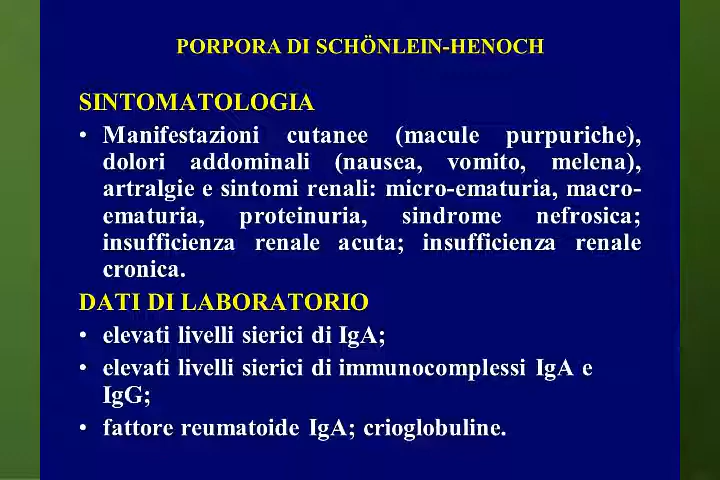 PORPORA DI SCHÖNLEIN-HENOCH
SINTOMATOLOGIA
• Manifestazioni cutanee (macule purpuriche),
dolori addominali (nausea, vomito, melena),
artralgie e sintomi renali: micro-ematuria, macro-
ematuria, proteinuria, sindrome nefrosica;
insufficienza renale acuta; insufficienza renale
cronica.
DATI DI LABORATORIO
• elevati livelli sierici di IgA;
• elevati livelli sierici di immunocomplessi IgA e
IgG;
• fattore reumatoide IgA; crioglobuline.